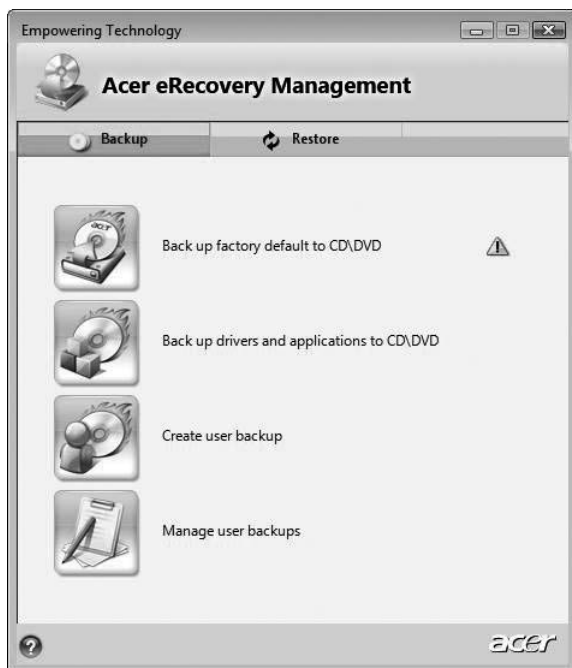 Empowering Technology
Acer eRecovery Management
Backup
Restore
Back up factory default to CD\DVD
Back up drivers and applications to CD\DVD
Create user backup
Manage user backups
acer